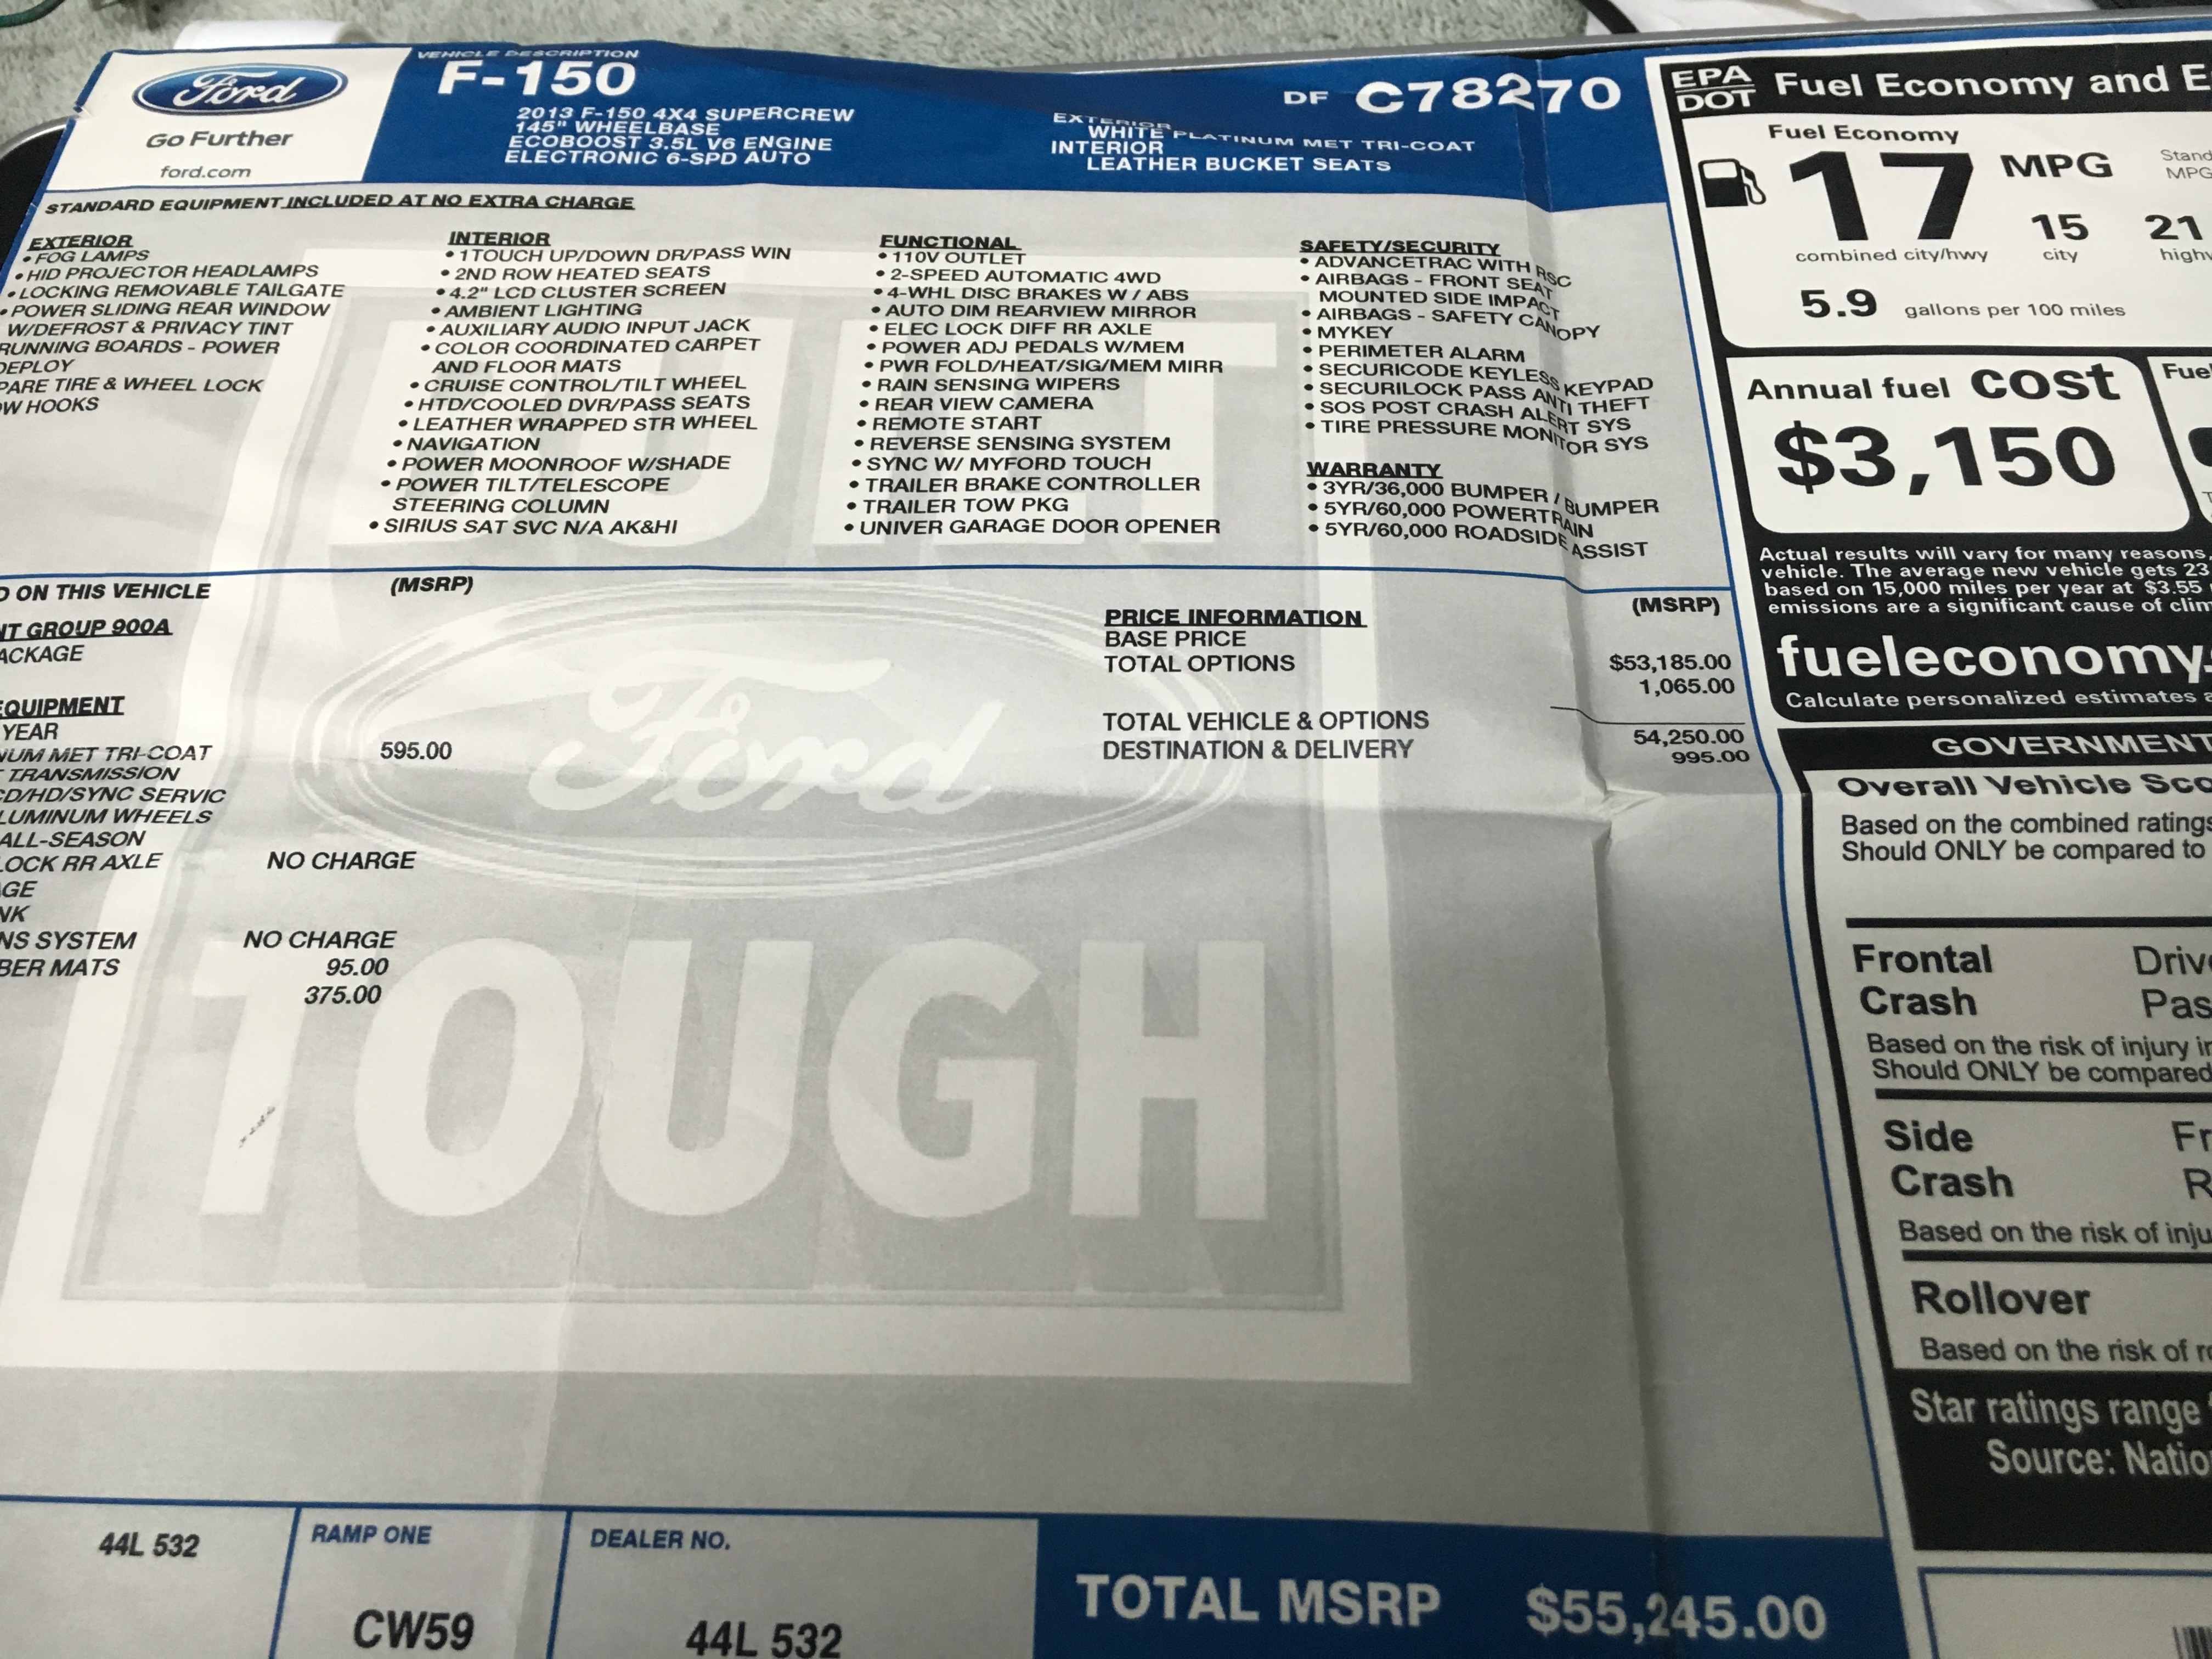 Ford
Go Further
ford.com
VEHICLE DESCRIPTION
F-150
2013 F-150 4X4 SUPERCREW
145" WHEELBASE
ECOBOOST 3.5L V6 ENGINE
ELECTRONIC 6-SPD AUTO
DF C78270
EXTERIOR
WHITE PLATINUM MET TRI-COAT
INTERIOR
LEATHER BUCKET SEATS
STANDARD EQUIPMENT INCLUDED AT NO EXTRA CHARGE
EXTERIOR
• FOG LAMPS
• HID PROJECTOR HEADLAMPS
• LOCKING REMOVABLE TAILGATE
• POWER SLIDING REAR WINDOW
W/DEFROST & PRIVACY TINT
RUNNING BOARDS - POWER
DEPLOY
PARE TIRE & WHEEL LOCK
OW HOOKS
INTERIOR
• 1TOUCH UP/DOWN DR/PASS WIN
• 2ND ROW HEATED SEATS
• 4.2" LCD CLUSTER SCREEN
• AMBIENT LIGHTING
• AUXILIARY AUDIO INPUT JACK
• COLOR COORDINATED CARPET
AND FLOOR MATS
• CRUISE CONTROL/TILT WHEEL
• HTD/COOLED DVR/PASS SEATS
• LEATHER WRAPPED STR WHEEL
• NAVIGATION
• POWER MOONROOF W/SHADE
• POWER TILT/TELESCOPE
STEERING COLUMN
• SIRIUS SAT SVC N/A AK&HI
FUNCTIONAL
• 110V OUTLET
• 2-SPEED AUTOMATIC 4WD
• 4-WHL DISC BRAKES W / ABS
• AUTO DIM REARVIEW MIRROR
• ELEC LOCK DIFF RR AXLE
• POWER ADJ PEDALS W/MEM
• PWR FOLD/HEAT/SIG/MEM MIRR
• RAIN SENSING WIPERS
• REAR VIEW CAMERA
• REMOTE START
• REVERSE SENSING SYSTEM
• SYNC W/ MYFORD TOUCH
• TRAILER BRAKE CONTROLLER
• TRAILER TOW PKG
• UNIVER GARAGE DOOR OPENER
SAFETY/SECURITY
• ADVANCETRAC WITH RSC
• AIRBAGS - FRONT SEAT
MOUNTED SIDE IMPACT
• AIRBAGS - SAFETY CANOPY
• MYKEY
• PERIMETER ALARM
• SECURICODE KEYLESS KEYPAD
• SECURILOCK PASS ANTI THEFT
• SOS POST CRASH ALERT SYS
• TIRE PRESSURE MONITOR SYS
WARRANTY
• 3YR/36,000 BUMPER / BUMPER
• 5YR/60,000 POWERTRAIN
• 5YR/60,000 ROADSIDE ASSIST
D ON THIS VEHICLE (MSRP)
NT GROUP 900A
ACKAGE
EQUIPMENT
YEAR
NUM MET TRI-COAT 595.00
TRANSMISSION
CD/HD/SYNC SERVIC
LUMINUM WHEELS
ALL-SEASON
LOCK RR AXLE NO CHARGE
GE
NK
NS SYSTEM NO CHARGE
BER MATS 95.00
375.00
(MSRP)
PRICE INFORMATION
BASE PRICE $53,185.00
TOTAL OPTIONS 1,065.00
TOTAL VEHICLE & OPTIONS 54,250.00
DESTINATION & DELIVERY 995.00
BUILT
Ford
TOUGH
44L 532
RAMP ONE
CW59
DEALER NO.
44L 532
TOTAL MSRP $55,245.00
EPA
DOT
Fuel Economy and E
Fuel Economy
17 MPG
combined city/hwy
15
city
21
highw
Stand
MPG
5.9 gallons per 100 miles
Annual fuel cost
$3,150
Fue
Actual results will vary for many reasons,
vehicle. The average new vehicle gets 23
based on 15,000 miles per year at $3.55
emissions are a significant cause of clim
fueleconomy.
Calculate personalized estimates a
GOVERNMENT
Overall Vehicle Sco
Based on the combined ratings
Should ONLY be compared to
Frontal Drive
Crash Pas
Based on the risk of injury in
Should ONLY be compared
Side Fr
Crash R
Based on the risk of inju
Rollover
Based on the risk of ro
Star ratings range
Source: Natio